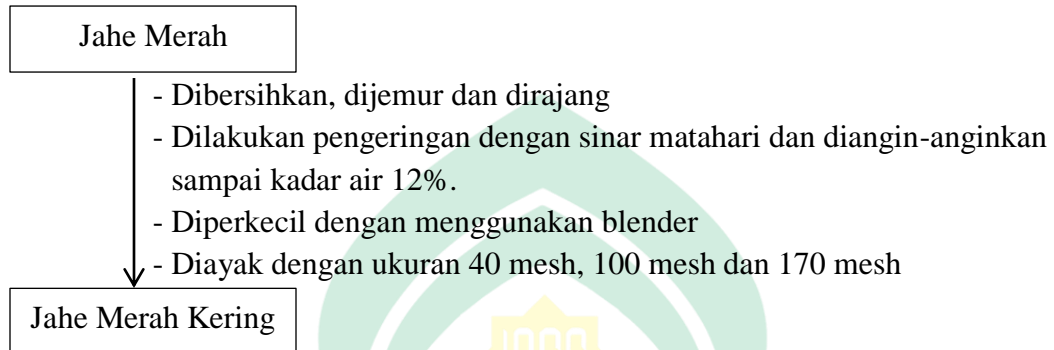 Jahe Merah
- Dibersihkan, dijemur dan dirajang
- Dilakukan pengeringan dengan sinar matahari dan diangin-anginkan
sampai kadar air 12%.
- Diperkecil dengan menggunakan blender
- Diayak dengan ukuran 40 mesh, 100 mesh dan 170 mesh
Jahe Merah Kering